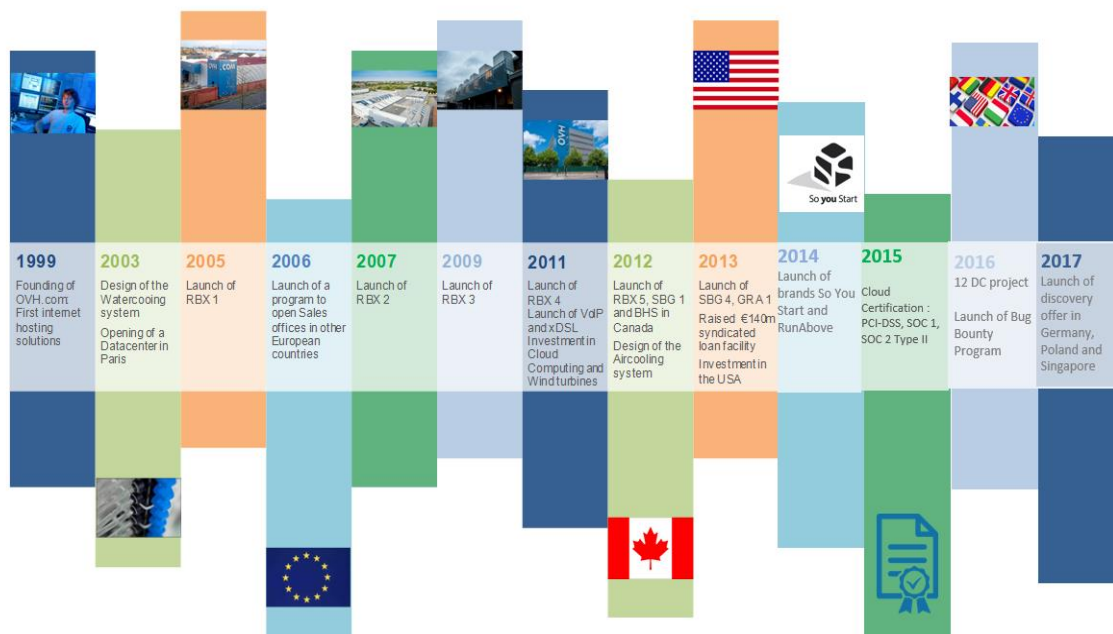 OVH.COM
OVH
So you Start
1999
Founding of
OVH.com:
First internet
hosting
solutions
2003
Design of the
Watercooing
system
Opening of a
Datacenter in
Paris
2005
Launch of
RBX 1
2006
Launch of a
program to
open Sales
offices in other
European
countries
2007
Launch of
RBX 2
2009
Launch of
RBX 3
2011
Launch of
RBX 4
Launch of VdP
and xDSL
Investment in
Cloud
Computing and
Wind turbines
2012
Launch of
RBX 5, SBG 1
and BHS in
Canada
Design of the
Aircooling
system
2013
Launch of
SBG 4, GRA 1
Raised €140m
syndicated
loan facility
Investment in
the USA
2014
Launch of
brands So You
Start and
RunAbove
2015
Cloud
Certification :
PCI-DSS, SOC 1,
SOC 2 Type II
2016
12 DC project
Launch of Bug
Bounty
Program
2017
Launch of
discovery
offer in
Germany,
Poland and
Singapore